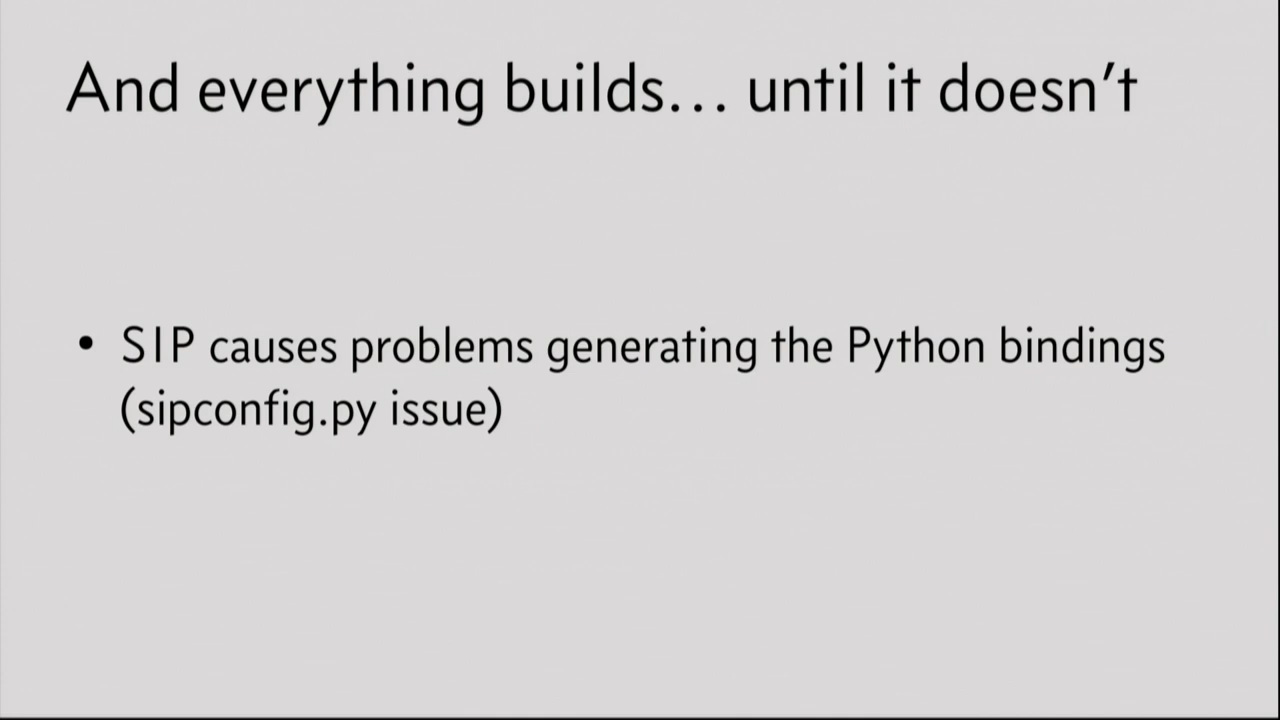 And everything builds… until it doesn’t
• SIP causes problems generating the Python bindings
(sipconfig.py issue)